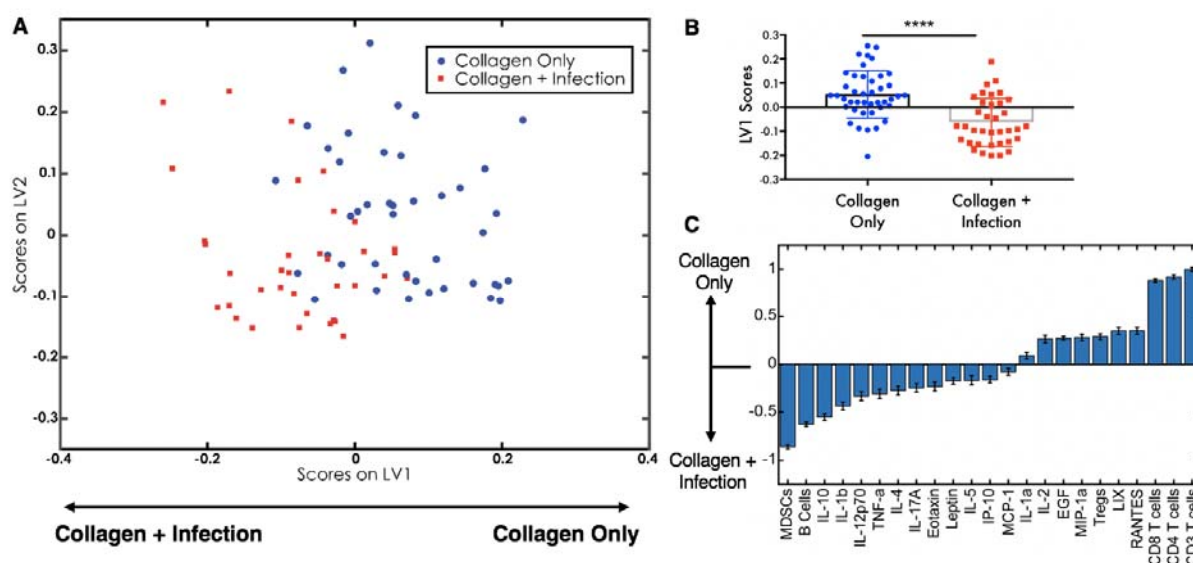 A
0.3
0.2
0.1
0
-0.1
-0.2
-0.3
Scores on LV2
Collagen Only
Collagen + Infection
-0.4
-0.2
0
0.2
0.4
Scores on LV1
Collagen + Infection
Collagen Only
B
****
0.3
0.2
0.1
0.0
-0.1
-0.2
-0.3
LV1 Scores
Collagen
Only
Collagen +
Infection
C
Collagen
Only
Collagen +
Infection
1
0.5
0
-0.5
-1
MDSCs
B Cells
IL-10
IL-1b
IL-12p70
TNF-a
IL-4
IL-17A
Eotaxin
Leptin
IL-5
IP-10
MCP-1
IL-1a
IL-2
EGF
MIP-1a
Tregs
LIX
RANTES
CD8 T cells
CD4 T cells
CD3 T cells